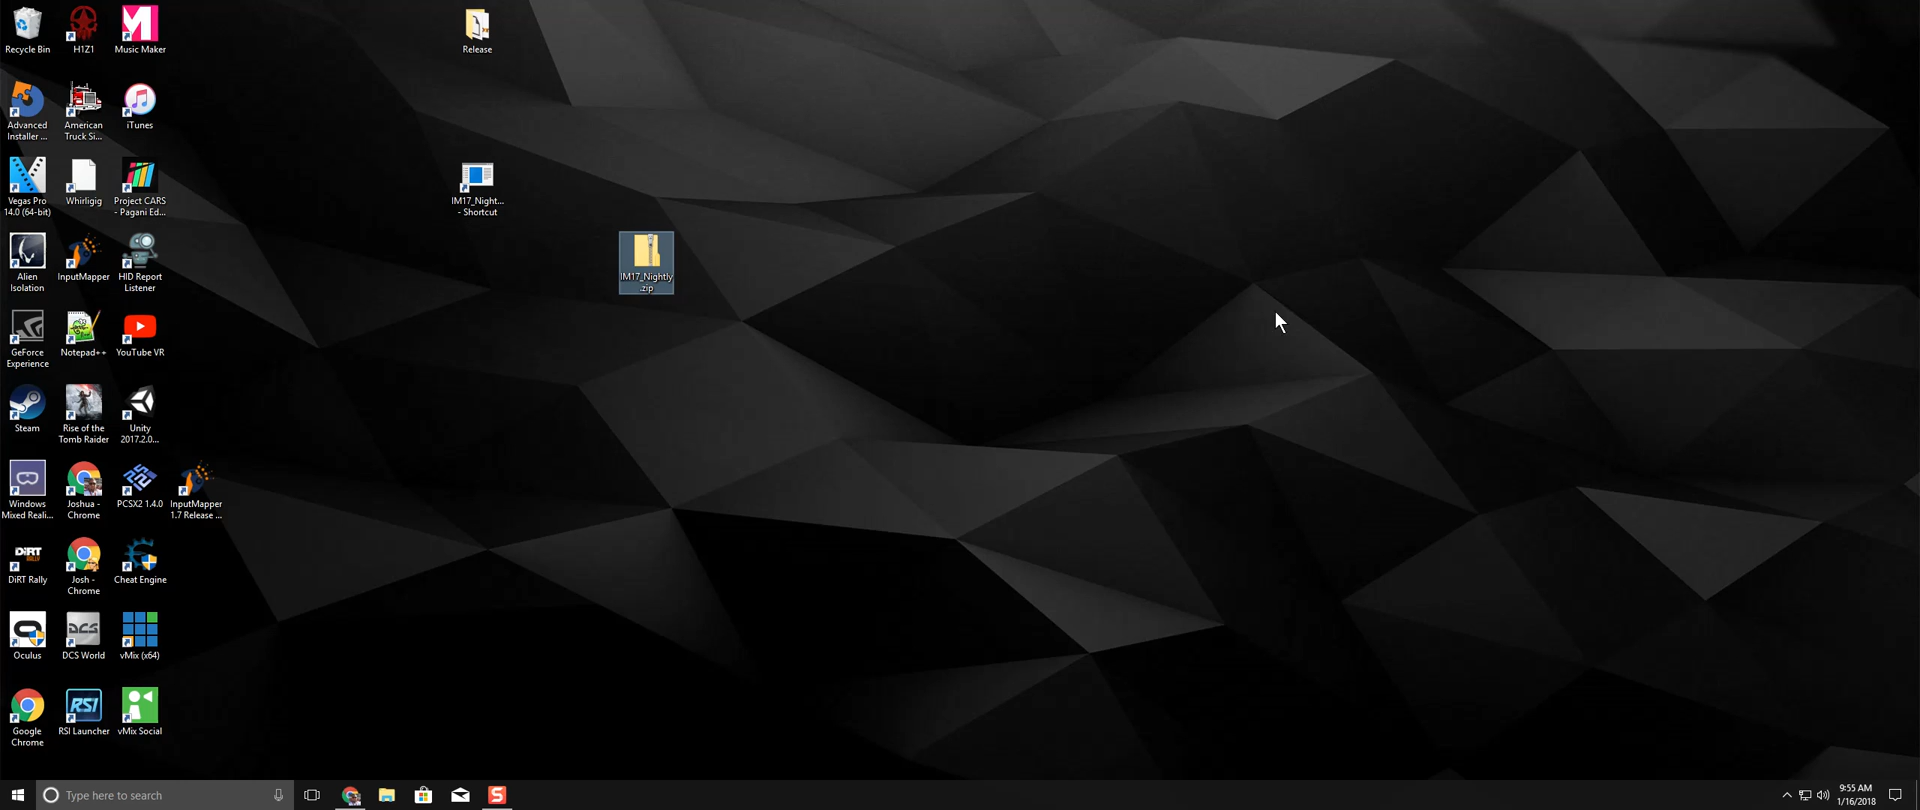 Recycle Bin
H1Z1
Music Maker
Release
Advanced
Installer ...
American
Truck Si...
iTunes
Vegas Pro
14.0 (64-bit)
Whirligig
Project CARS
- Pagani Ed...
IM17_Night...
- Shortcut
Alien
Isolation
InputMapper
HID Report
Listener
IM17_Nightly
.zip
GeForce
Experience
Notepad++
YouTube VR
Steam
Rise of the
Tomb Raider
Unity
2017.2.0...
Windows
Mixed Reali...
Joshua -
Chrome
PCSX2 1.4.0
InputMapper
1.7 Release ...
DiRT
DiRT Rally
Josh -
Chrome
Cheat Engine
Oculus
DCS
DCS World
vMix (x64)
Google
Chrome
RSI
RSI Launcher
vMix Social
Type here to search
S
9:55 AM
1/16/2018